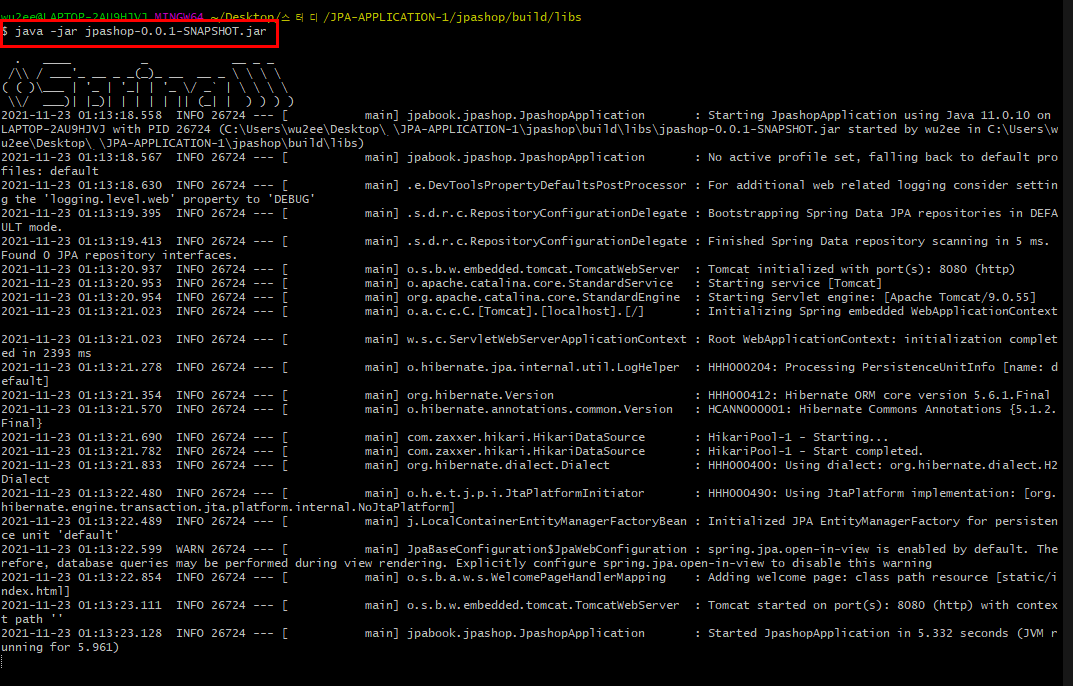 wu2ee@LAPTOP-2AU9HJVJ MINGW64 ~/Desktop/스터디/JPA-APPLICATION-1/jpashop/build/libs
$ java -jar jpashop-0.0.1-SNAPSHOT.jar
  .   ____          _            __ _ _
 /\\ / ___'_ __ _ _(_)_ __  __ _ \ \ \ \
( ( )\___ | '_ | '_| | '_ \/ _` | \ \ \ \
 \\/  ___)| |_)| | | | | || (_| |  ) ) ) )
2021-11-23 01:13:18.558  INFO 26724 --- [           main] jpabook.jpashop.JpashopApplication       : Starting JpashopApplication using Java 11.0.10 on
LAPTOP-2AU9HJVJ with PID 26724 (C:\Users\wu2ee\Desktop\ \JPA-APPLICATION-1\jpashop\build\libs\jpashop-0.0.1-SNAPSHOT.jar started by wu2ee in C:\Users\w
u2ee\Desktop\ \JPA-APPLICATION-1\jpashop\build\libs)
2021-11-23 01:13:18.567  INFO 26724 --- [           main] jpabook.jpashop.JpashopApplication       : No active profile set, falling back to default pro
files: default
2021-11-23 01:13:18.630  INFO 26724 --- [           main] .e.DevToolsPropertyDefaultsPostProcessor : For additional web related logging consider settin
g the 'logging.level.web' property to 'DEBUG'
2021-11-23 01:13:19.395  INFO 26724 --- [           main] .s.d.r.c.RepositoryConfigurationDelegate : Bootstrapping Spring Data JPA repositories in DEFA
ULT mode.
2021-11-23 01:13:19.413  INFO 26724 --- [           main] .s.d.r.c.RepositoryConfigurationDelegate : Finished Spring Data repository scanning in 5 ms.
Found 0 JPA repository interfaces.
2021-11-23 01:13:20.937  INFO 26724 --- [           main] o.s.b.w.embedded.tomcat.TomcatWebServer  : Tomcat initialized with port(s): 8080 (http)
2021-11-23 01:13:20.953  INFO 26724 --- [           main] o.apache.catalina.core.StandardService   : Starting service [Tomcat]
2021-11-23 01:13:20.954  INFO 26724 --- [           main] org.apache.catalina.core.StandardEngine  : Starting Servlet engine: [Apache Tomcat/9.0.55]
2021-11-23 01:13:21.023  INFO 26724 --- [           main] o.a.c.c.C.[Tomcat].[localhost].[/]       : Initializing Spring embedded WebApplicationContext
2021-11-23 01:13:21.023  INFO 26724 --- [           main] w.s.c.ServletWebServerApplicationContext : Root WebApplicationContext: initialization complet
ed in 2393 ms
2021-11-23 01:13:21.278  INFO 26724 --- [           main] o.hibernate.jpa.internal.util.LogHelper  : HHH000204: Processing PersistenceUnitInfo [name: d
efault]
2021-11-23 01:13:21.354  INFO 26724 --- [           main] org.hibernate.Version                    : HHH000412: Hibernate ORM core version 5.6.1.Final
2021-11-23 01:13:21.570  INFO 26724 --- [           main] o.hibernate.annotations.common.Version   : HCANN000001: Hibernate Commons Annotations {5.1.2.
Final}
2021-11-23 01:13:21.690  INFO 26724 --- [           main] com.zaxxer.hikari.HikariDataSource       : HikariPool-1 - Starting...
2021-11-23 01:13:21.782  INFO 26724 --- [           main] com.zaxxer.hikari.HikariDataSource       : HikariPool-1 - Start completed.
2021-11-23 01:13:21.833  INFO 26724 --- [           main] org.hibernate.dialect.Dialect            : HHH000400: Using dialect: org.hibernate.dialect.H2
Dialect
2021-11-23 01:13:22.480  INFO 26724 --- [           main] o.h.e.t.j.p.i.JtaPlatformInitiator       : HHH000490: Using JtaPlatform implementation: [org.
hibernate.engine.transaction.jta.platform.internal.NoJtaPlatform]
2021-11-23 01:13:22.489  INFO 26724 --- [           main] j.LocalContainerEntityManagerFactoryBean : Initialized JPA EntityManagerFactory for persisten
ce unit 'default'
2021-11-23 01:13:22.599  WARN 26724 --- [           main] JpaBaseConfiguration$JpaWebConfiguration : spring.jpa.open-in-view is enabled by default. The
refore, database queries may be performed during view rendering. Explicitly configure spring.jpa.open-in-view to disable this warning
2021-11-23 01:13:22.854  INFO 26724 --- [           main] o.s.b.a.w.s.WelcomePageHandlerMapping    : Adding welcome page: class path resource [static/i
ndex.html]
2021-11-23 01:13:23.111  INFO 26724 --- [           main] o.s.b.w.embedded.tomcat.TomcatWebServer  : Tomcat started on port(s): 8080 (http) with contex
t path ''
2021-11-23 01:13:23.128  INFO 26724 --- [           main] jpabook.jpashop.JpashopApplication       : Started JpashopApplication in 5.332 seconds (JVM r
unning for 5.961)